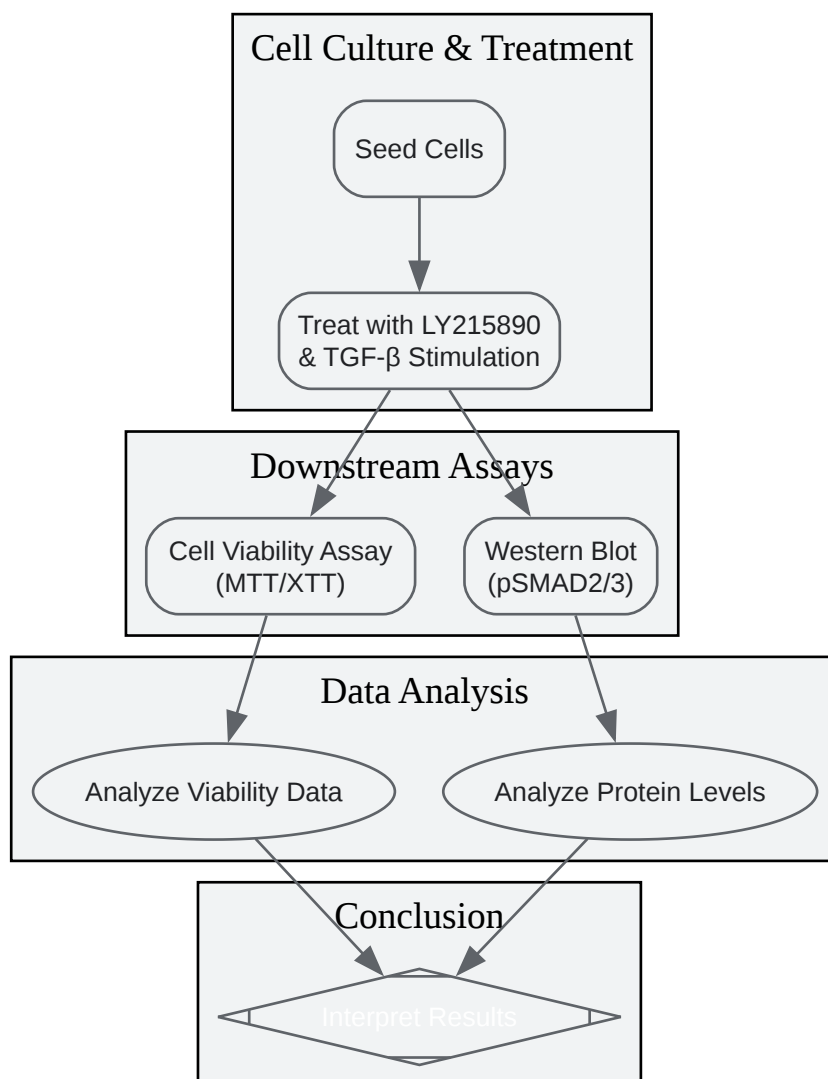 Cell Culture & Treatment
Seed Cells
Treat with LY215890
& TGF-β Stimulation
Downstream Assays
Cell Viability Assay
(MTT/XTT)
Western Blot
(pSMAD2/3)
Data Analysis
Analyze Viability Data
Analyze Protein Levels
Conclusion
Interpret Results